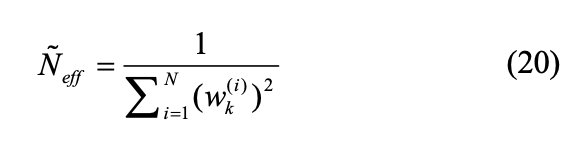 Ñ_eff = 1 / ∑_{i=1}^{N} (w_k^{(i)})^2 (20)